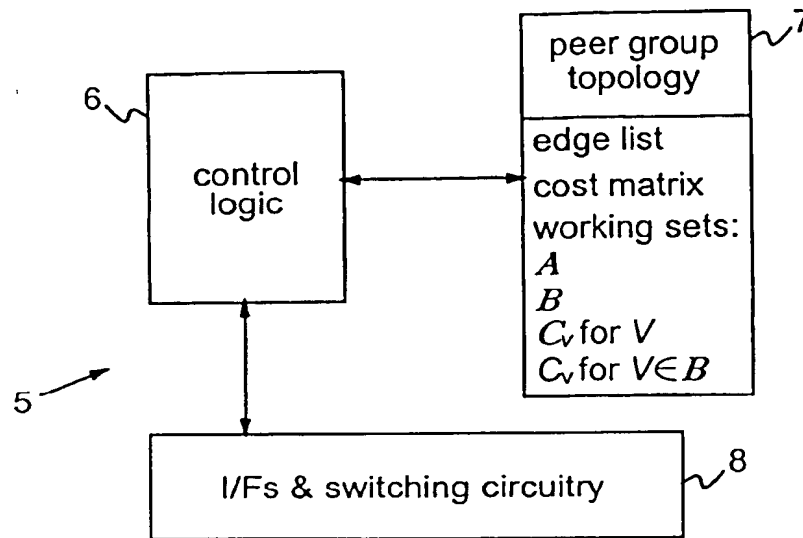 7
peer group
topology
6
control
logic
edge list
cost matrix
working sets:
A
B
Cv for V
Cv for V∈B
5
I/Fs & switching circuitry
8